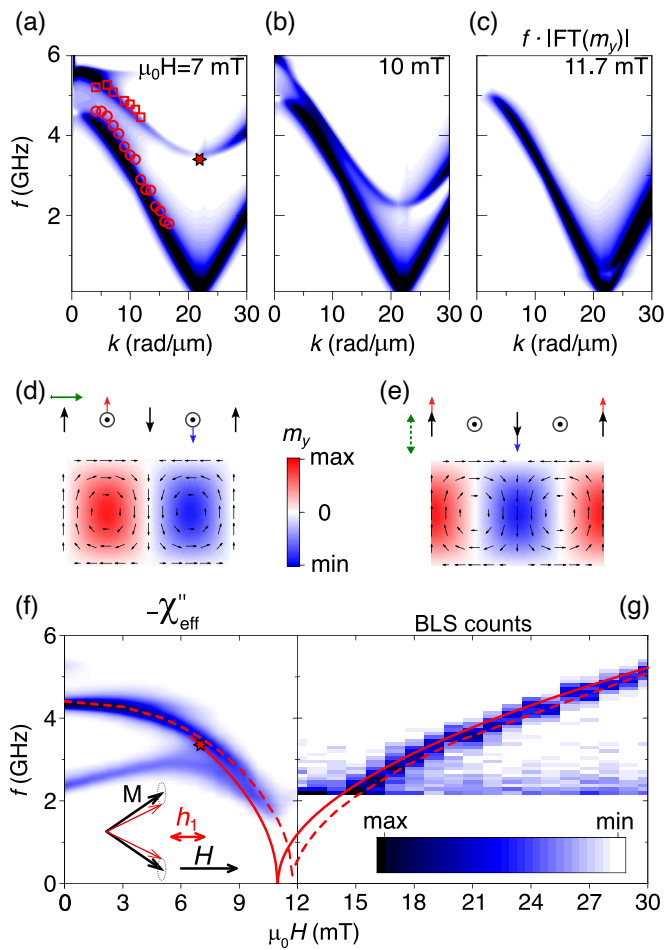 (a) (b) (c) f · |FT(m_y)|
μ₀H=7 mT 10 mT 11.7 mT
6
4
2
f (GHz)
0 10 20 30 0 10 20 30 0 10 20 30
k (rad/μm) k (rad/μm) k (rad/μm)
(d) (e)
m_y
max
0
min
(f) −χ″_eff BLS counts (g)
6
4
2
0
f (GHz)
M
h₁
H
max min
0 3 6 9 12 15 18 21 24 27 30
μ₀H (mT)